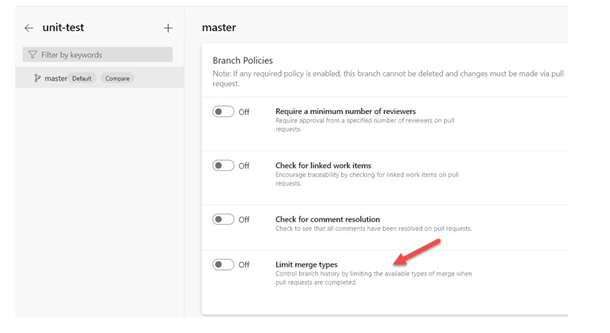 unit-test
Filter by keywords
master Default Compare
master
Branch Policies
Note: If any required policy is enabled, this branch cannot be deleted and changes must be made via pull
request.
Off Require a minimum number of reviewers
Require approval from a specified number of reviewers on pull
requests.
Off Check for linked work items
Encourage traceability by checking for linked work items on pull
requests.
Off Check for comment resolution
Check to see that all comments have been resolved on pull requests.
Off Limit merge types
Control branch history by limiting the available types of merge when
pull requests are completed.